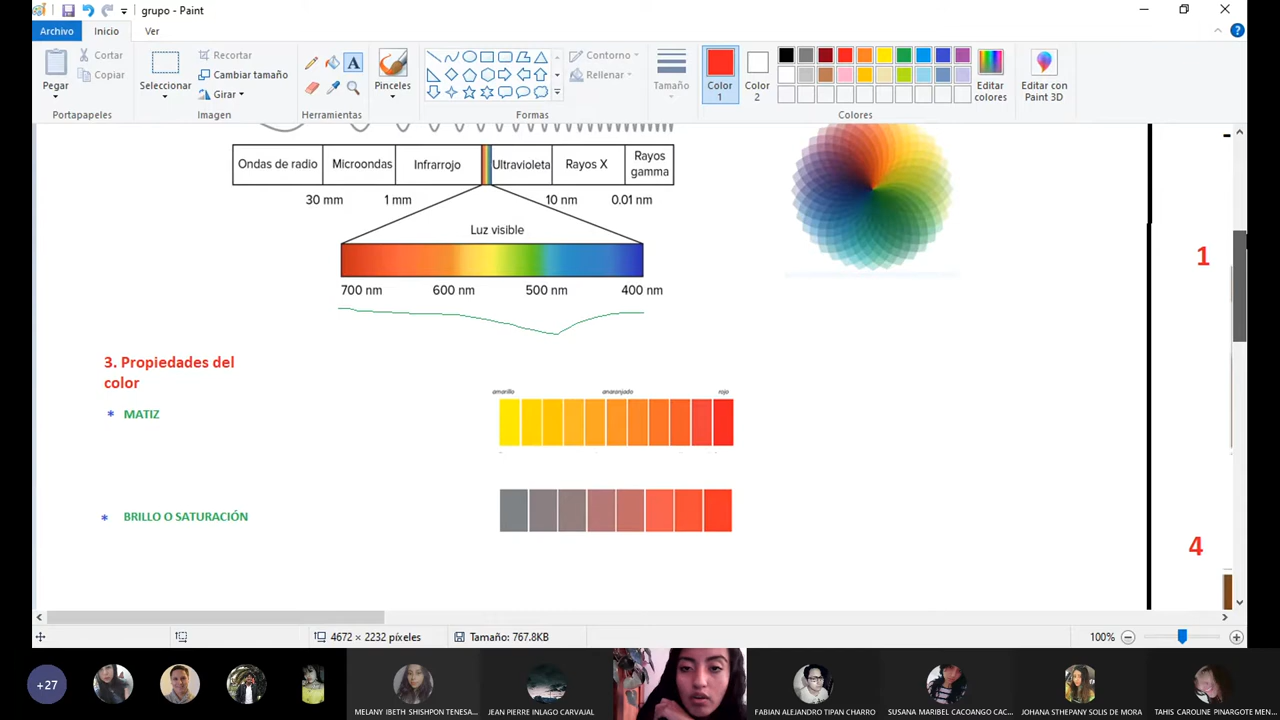 grupo - Paint
Archivo Inicio Ver
Pegar
Cortar
Copiar
Portapapeles
Seleccionar
Recortar
Cambiar tamaño
Girar
Imagen
A
Herramientas
Pinceles
Contorno
Rellenar
Formas
Tamaño
Color 1
Color 2
Editar colores
Colores
Editar con Paint 3D
Ondas de radio Microondas Infrarrojo Ultravioleta Rayos X Rayos gamma
30 mm 1 mm 10 nm 0.01 nm
Luz visible
700 nm 600 nm 500 nm 400 nm
1
3. Propiedades del
color
amarillo anaranjado rojo
* MATIZ
* BRILLO O SATURACIÓN
4
4672 × 2232 píxeles Tamaño: 767.8KB 100%
+27
MELANY IBETH SHISHPON TENESA...
JEAN PIERRE INLAGO CARVAJAL
FABIAN ALEJANDRO TIPAN CHARRO
SUSANA MARIBEL CACOANGO CAC...
JOHANA STHEPANY SOLIS DE MORA
TAHIS CAROLINE PINARGOTE MEN...